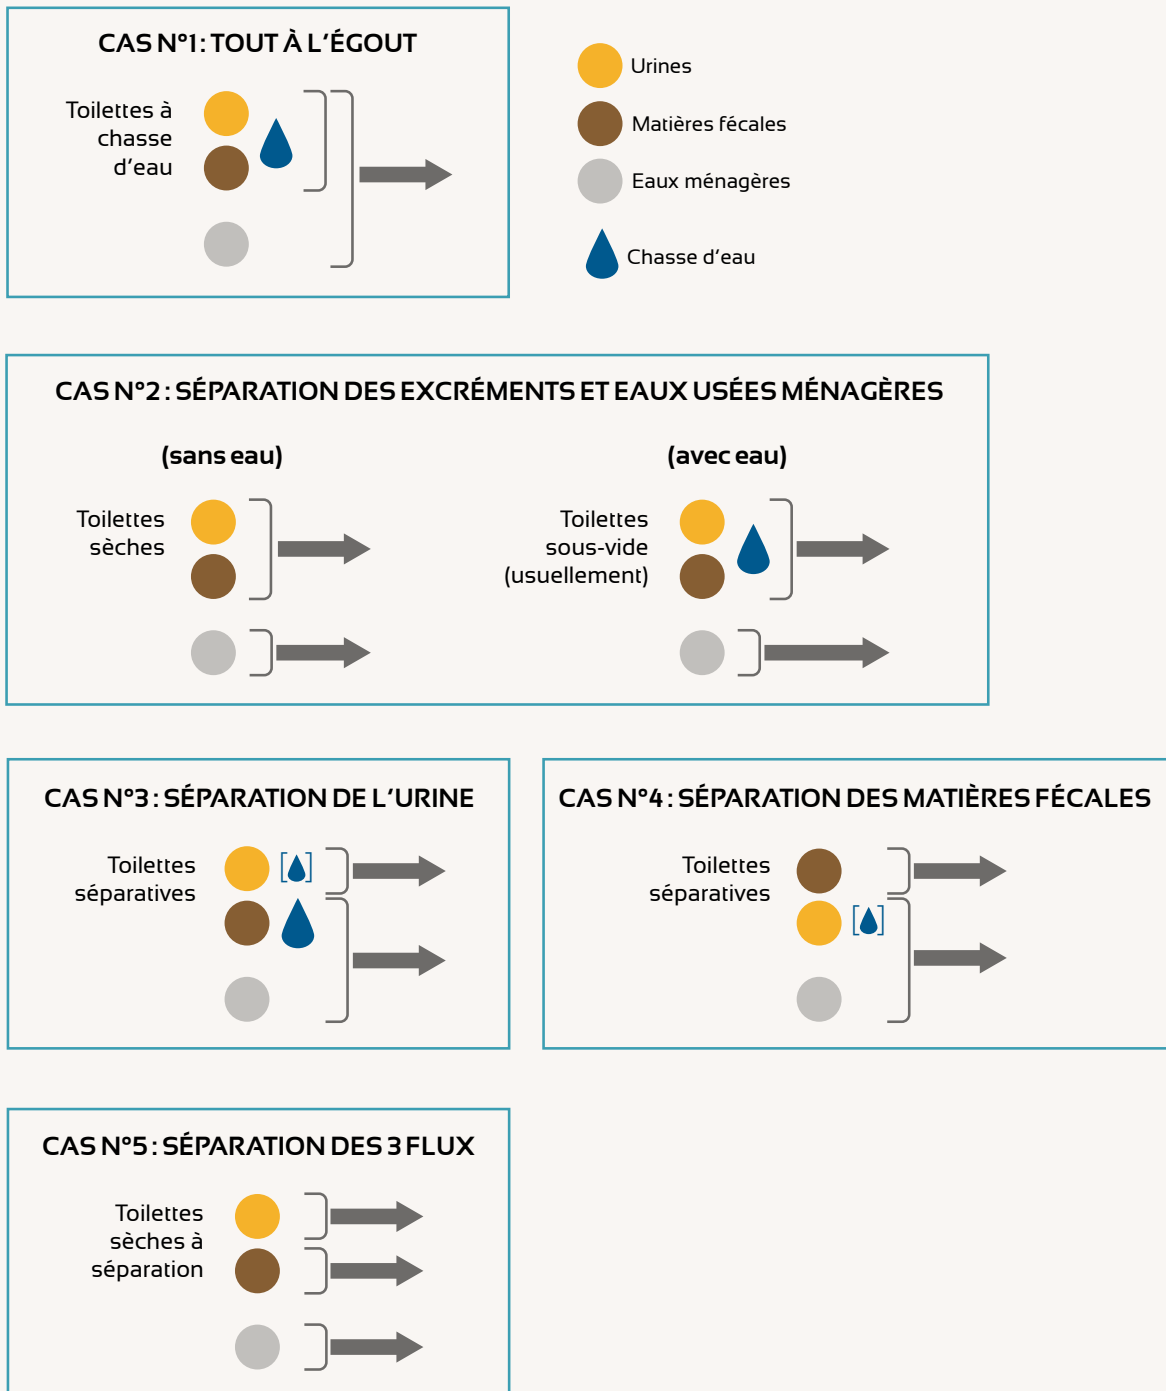 CAS N°1 : TOUT À L'ÉGOUT
Toilettes à
chasse
d'eau
Urines
Matières fécales
Eaux ménagères
Chasse d'eau
CAS N°2 : SÉPARATION DES EXCRÉMENTS ET EAUX USÉES MÉNAGÈRES
(sans eau)
Toilettes
sèches
(avec eau)
Toilettes
sous-vide
(usuellement)
CAS N°3 : SÉPARATION DE L'URINE
Toilettes
séparatives
CAS N°4 : SÉPARATION DES MATIÈRES FÉCALES
Toilettes
séparatives
CAS N°5 : SÉPARATION DES 3 FLUX
Toilettes
sèches à
séparation